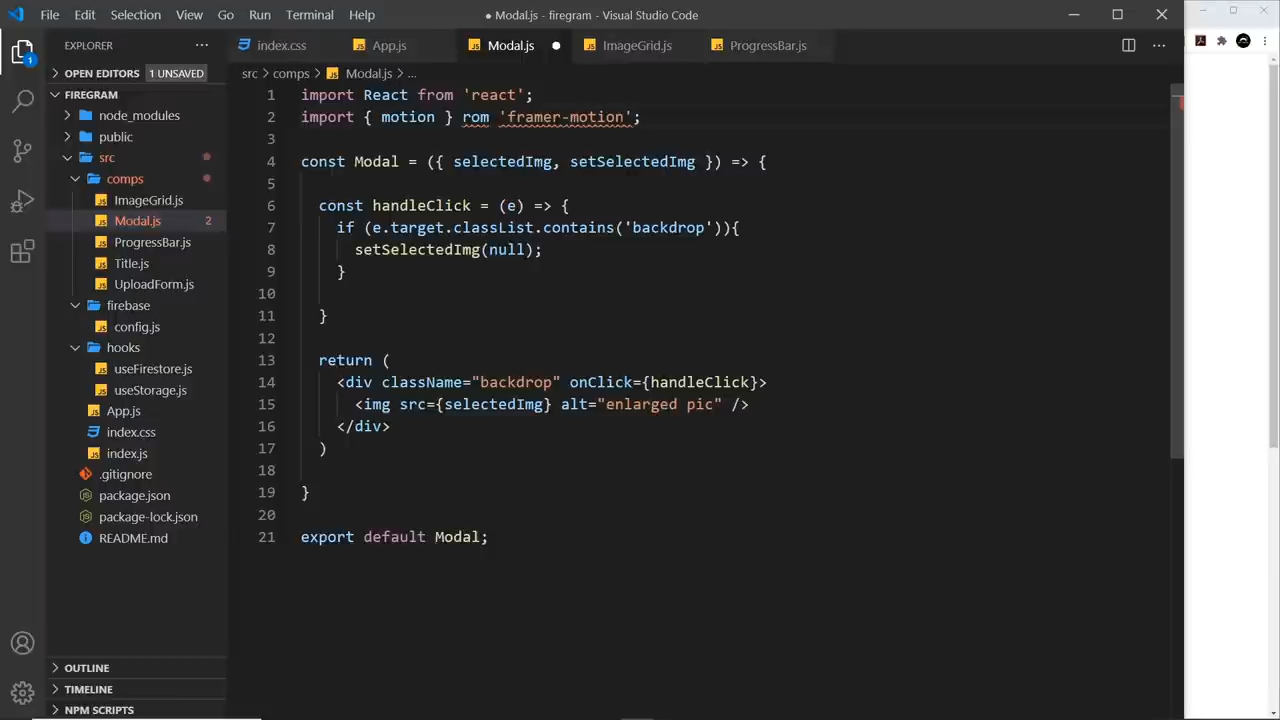 File Edit Selection View Go Run Terminal Help ● Modal.js - firegram - Visual Studio Code
EXPLORER
OPEN EDITORS 1 UNSAVED
FIREGRAM
node_modules
public
src
comps
ImageGrid.js
Modal.js 2
ProgressBar.js
Title.js
UploadForm.js
firebase
config.js
hooks
useFirestore.js
useStorage.js
App.js
index.css
index.js
.gitignore
package.json
package-lock.json
README.md
OUTLINE
TIMELINE
NPM SCRIPTS
1
index.css App.js Modal.js ImageGrid.js ProgressBar.js
src > comps > Modal.js > ...
1 import React from 'react';
2 import { motion } rom 'framer-motion';
3
4 const Modal = ({ selectedImg, setSelectedImg }) => {
5
6 const handleClick = (e) => {
7 if (e.target.classList.contains('backdrop')){
8 setSelectedImg(null);
9 }
10
11 }
12
13 return (
14 <div className="backdrop" onClick={handleClick}>
15 <img src={selectedImg} alt="enlarged pic" />
16 </div>
17 )
18
19 }
20
21 export default Modal;